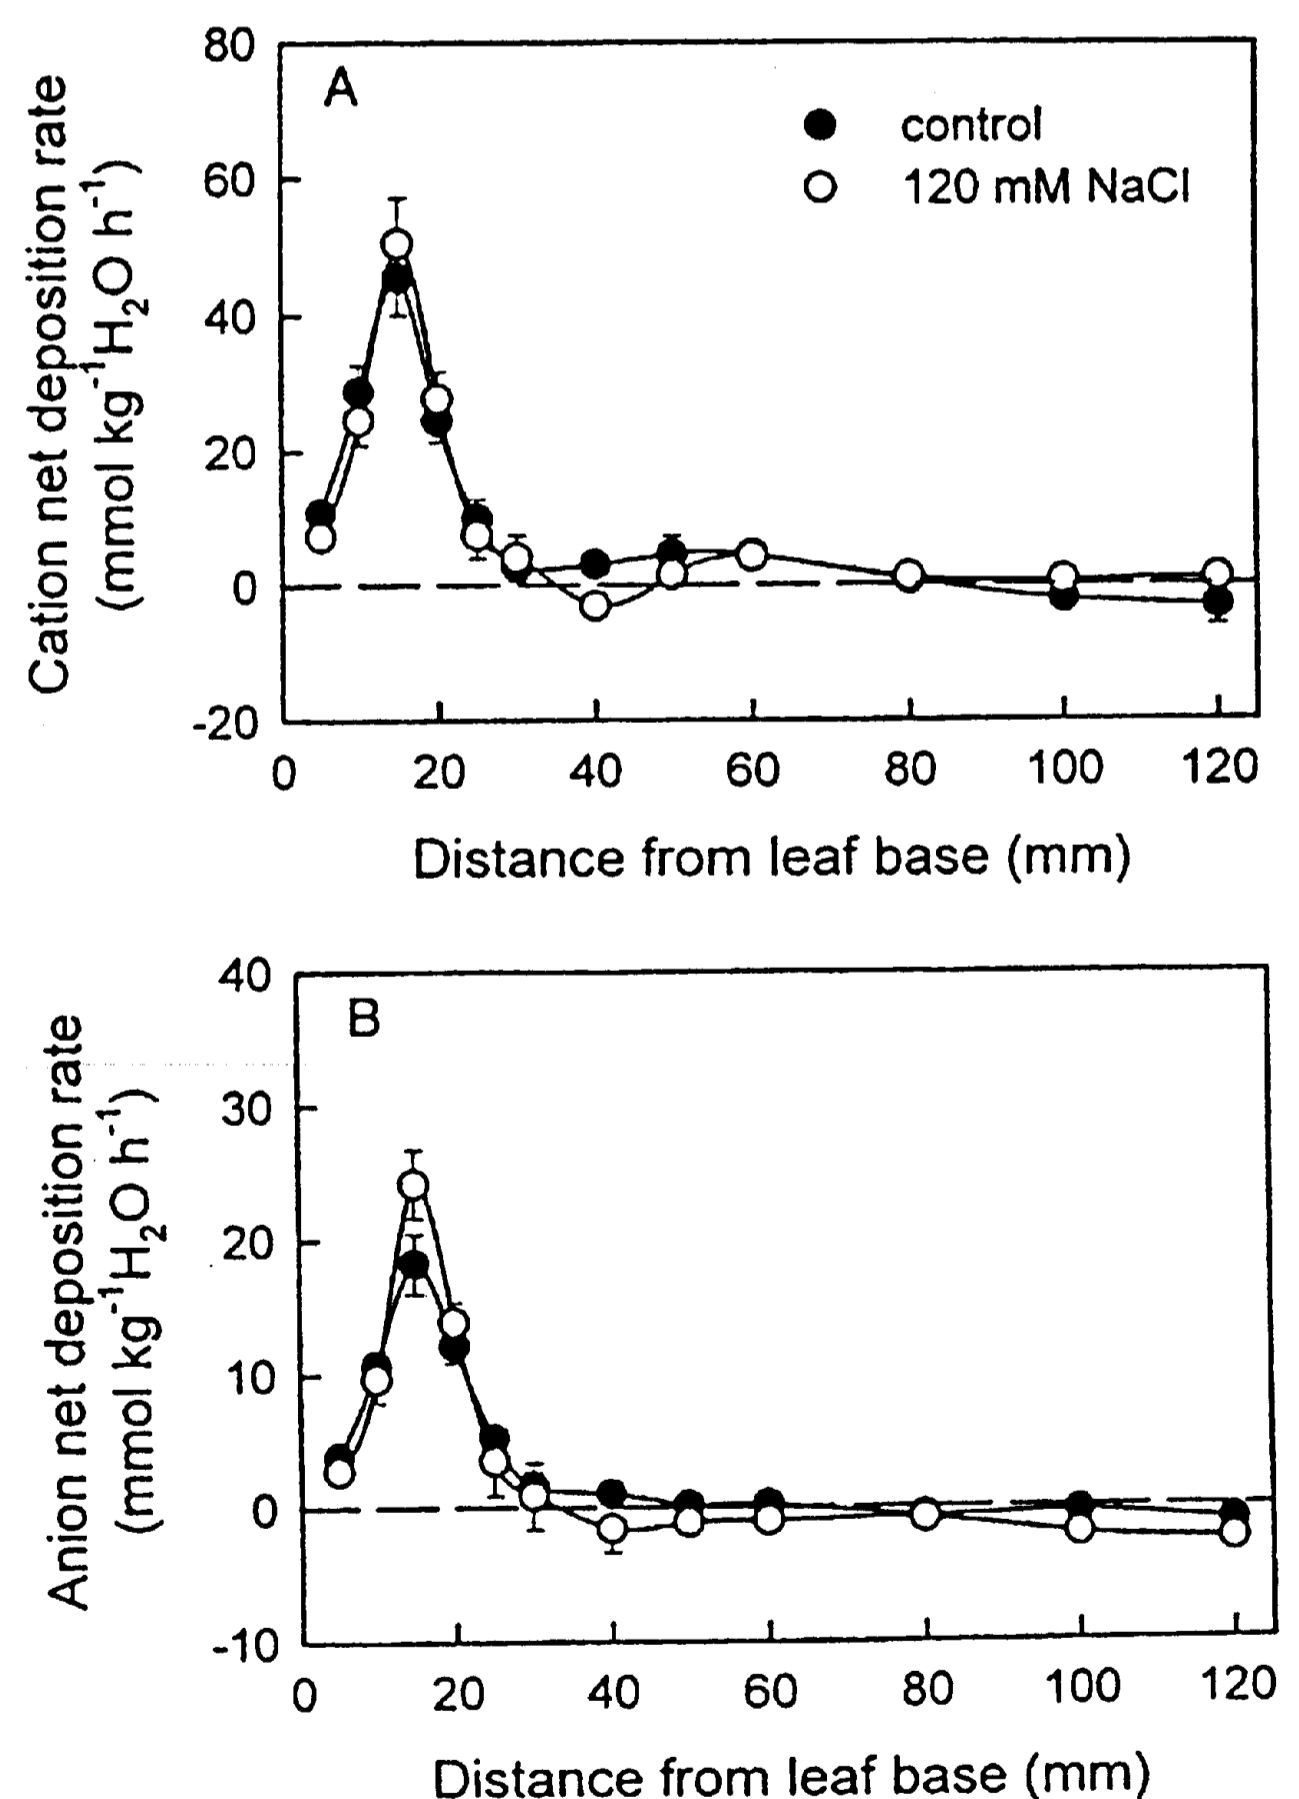 Cation net deposition rate
(mmol kg⁻¹H₂O h⁻¹)
80
60
40
20
0
-20
A
control
120 mM NaCl
0 20 40 60 80 100 120
Distance from leaf base (mm)
Anion net deposition rate
(mmol kg⁻¹H₂O h⁻¹)
40
30
20
10
0
-10
B
0 20 40 60 80 100 120
Distance from leaf base (mm)